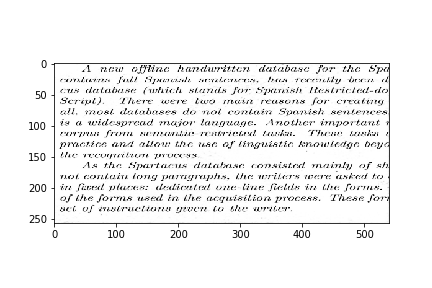 0
50
100
150
200
250
A new offline handwritten database for the Spa
contains full Spanish sentences, has recently been d
cus database (which stands for Spanish Restricted-do
Script). There were two main reasons for creating
all, most databases do not contain Spanish sentences
is a widespread major language. Another important r
corpus from semantic-restricted tasks. These tasks u
practice and allow the use of linguistic knowledge beyo
the recognition process.
As the Spartacus database consisted mainly of sh
not contain long paragraphs, the writers were asked to c
in fixed places: dedicated one-line fields in the forms.
of the forms used in the acquisition process. These forr
set of instructions given to the writer.
0 100 200 300 400 500